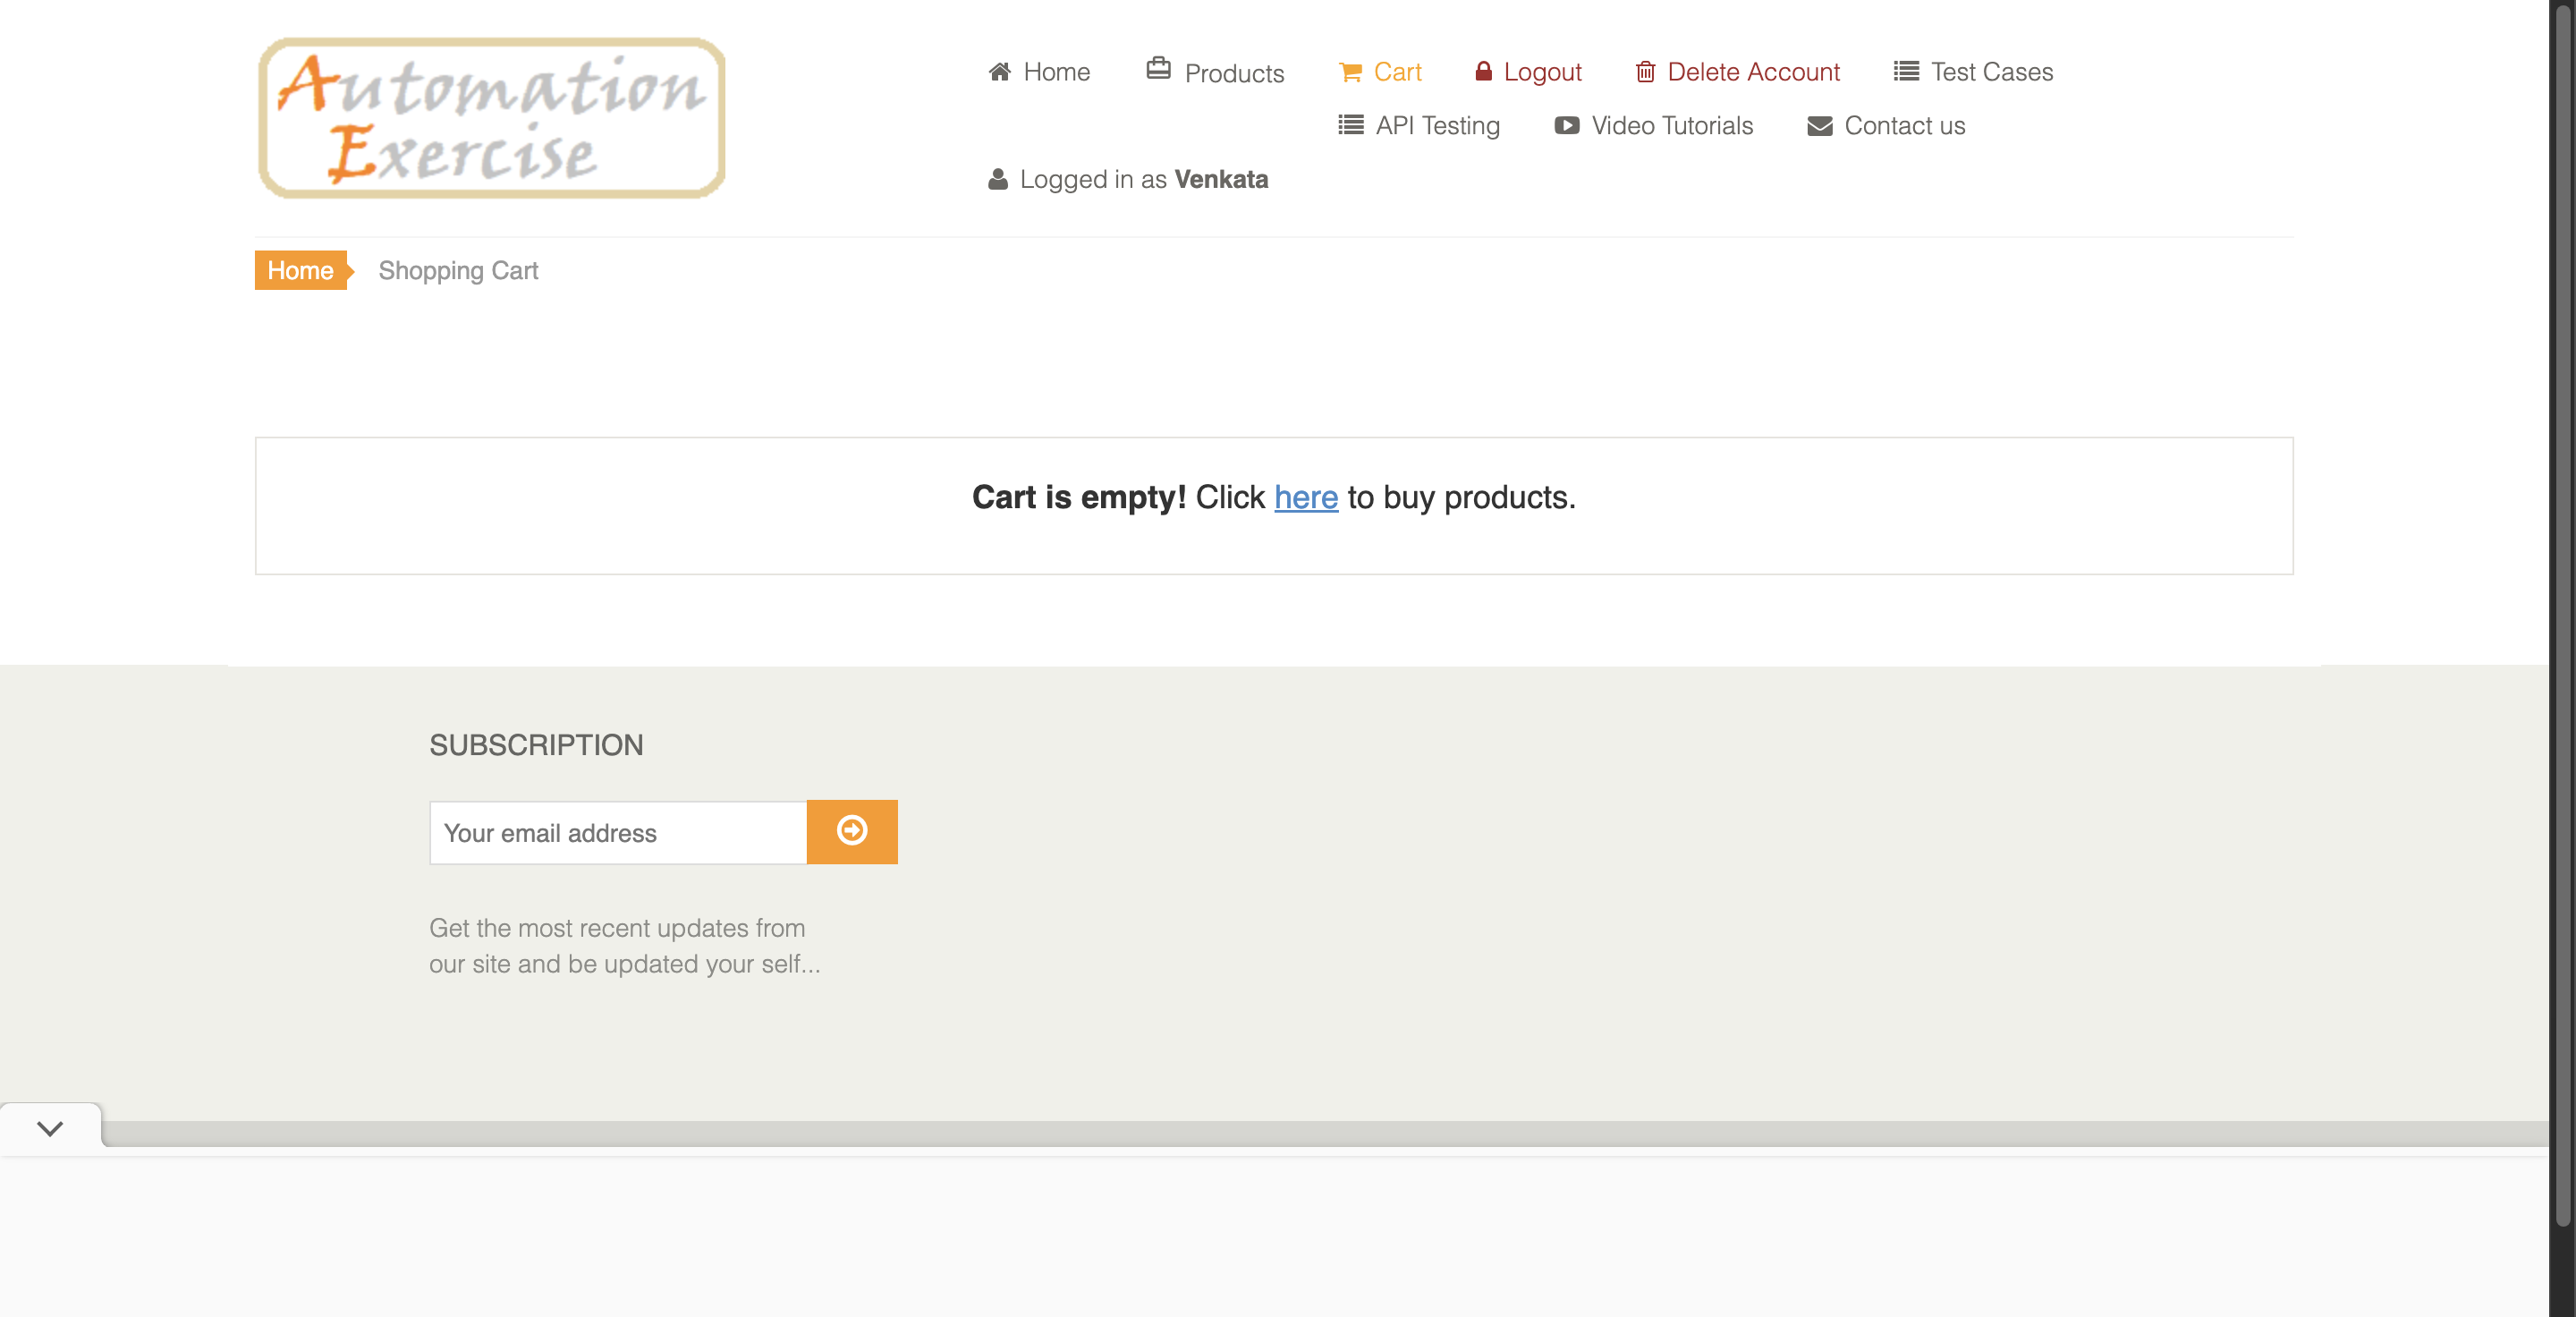 Automation
Exercise
Home Products Cart Logout Delete Account Test Cases
API Testing Video Tutorials Contact us
Logged in as Venkata
Home Shopping Cart
Cart is empty! Click here to buy products.
SUBSCRIPTION
Your email address
Get the most recent updates from
our site and be updated your self...